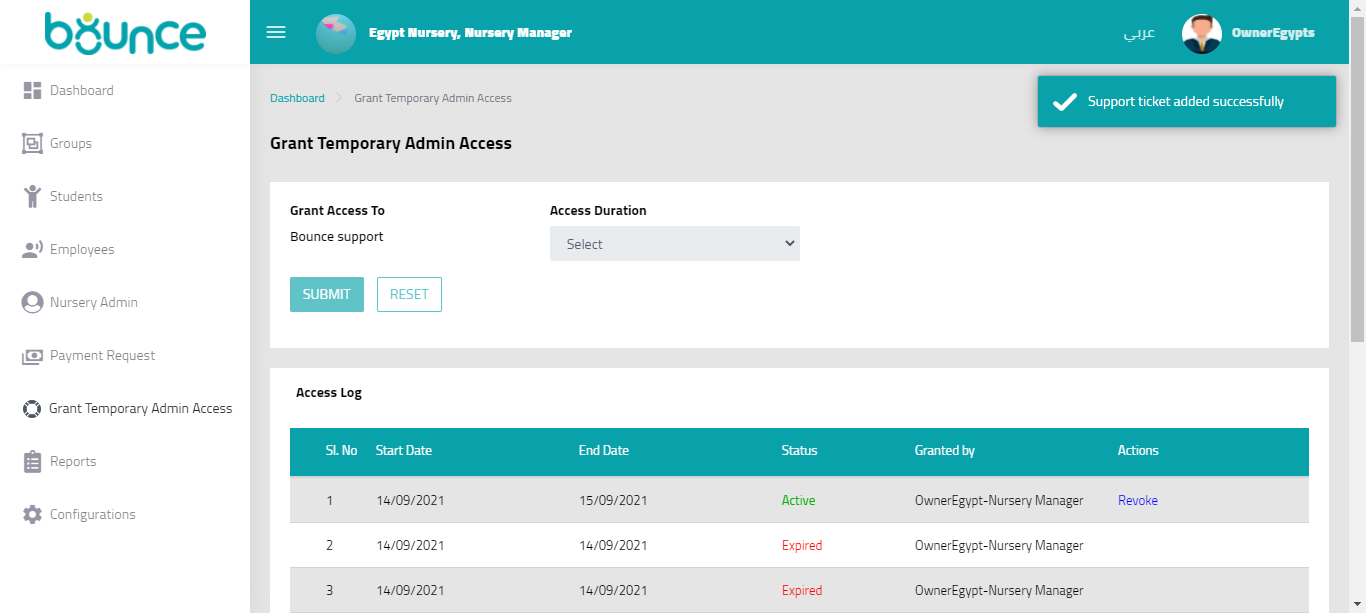 bounce
Egypt Nursery, Nursery Manager
عربي
OwnerEgypts
Dashboard
Groups
Students
Employees
Nursery Admin
Payment Request
Grant Temporary Admin Access
Reports
Configurations
Dashboard > Grant Temporary Admin Access
Support ticket added successfully
Grant Temporary Admin Access
Grant Access To
Bounce support
Access Duration
Select
SUBMIT RESET
Access Log
Sl. No Start Date End Date Status Granted by Actions
1 14/09/2021 15/09/2021 Active OwnerEgypt-Nursery Manager Revoke
2 14/09/2021 14/09/2021 Expired OwnerEgypt-Nursery Manager
3 14/09/2021 14/09/2021 Expired OwnerEgypt-Nursery Manager